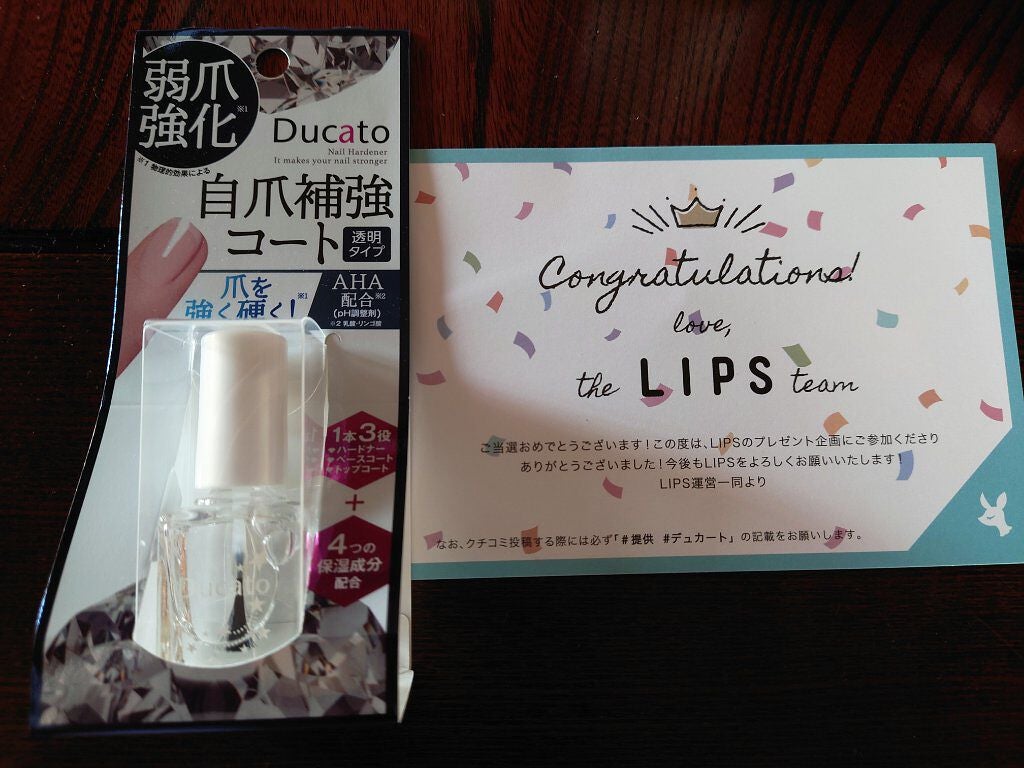 弱爪
強化※1
※1 物理的効果による
Ducato
Nail Hardener
It makes your nail stronger
自爪補強
コート
透明
タイプ
爪を
強く硬く!※1
AHA
配合※2
(pH調整剤)
※2 乳酸・リンゴ酸
1本3役
ハードナー
ベースコート
トップコート
+
4つの
保湿成分
配合
Ducato
Congratulations!
love,
the LIPS team
ご当選おめでとうございます!この度は、LIPSのプレゼント企画にご参加くださり
ありがとうございました!今後もLIPSをよろしくお願いいたします!
LIPS運営一同より
なお、クチコミ投稿する際には必ず「#提供 #デュカート」の記載をお願いします。